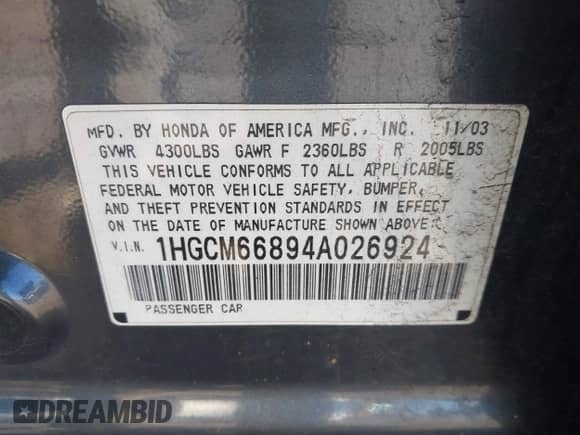 MFD. BY HONDA OF AMERICA MFG., INC. 11/03
GVWR 4300LBS GAWR F 2360LBS R 2005LBS
THIS VEHICLE CONFORMS TO ALL APPLICABLE
FEDERAL MOTOR VEHICLE SAFETY, BUMPER,
AND THEFT PREVENTION STANDARDS IN EFFECT
ON THE DATE OF MANUFACTURE SHOWN ABOVE.
V.I.N. 1HGCM66894A026924
PASSENGER CAR
DREAMBID